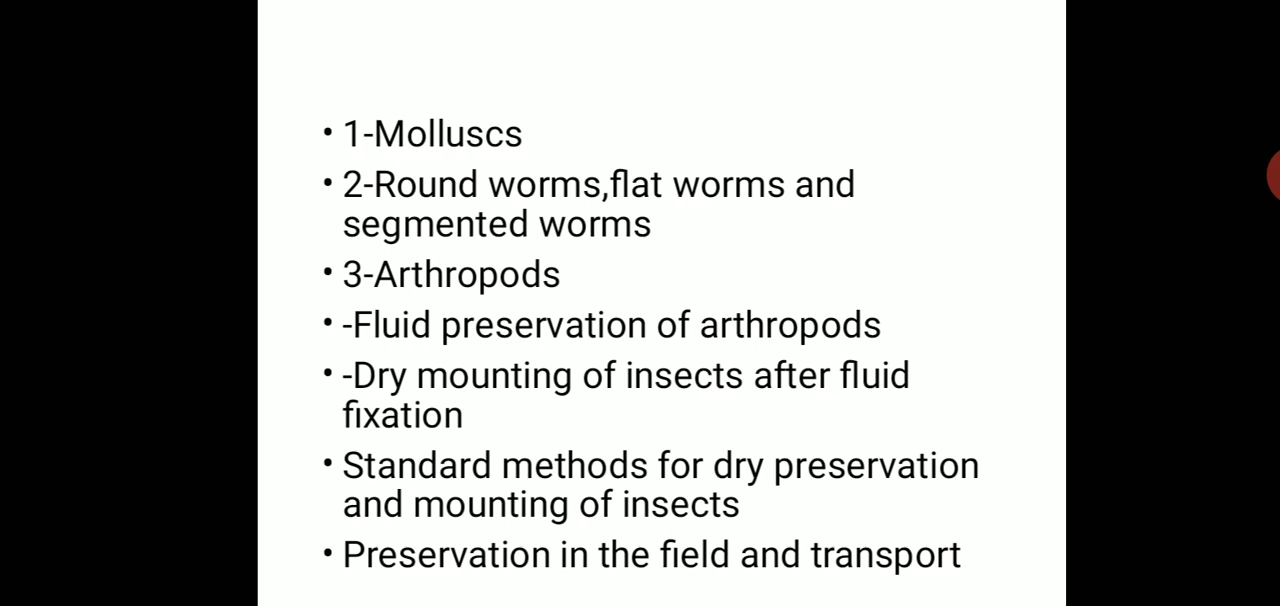 • 1-Molluscs
• 2-Round worms,flat worms and
segmented worms
• 3-Arthropods
• -Fluid preservation of arthropods
• -Dry mounting of insects after fluid
fixation
• Standard methods for dry preservation
and mounting of insects
• Preservation in the field and transport